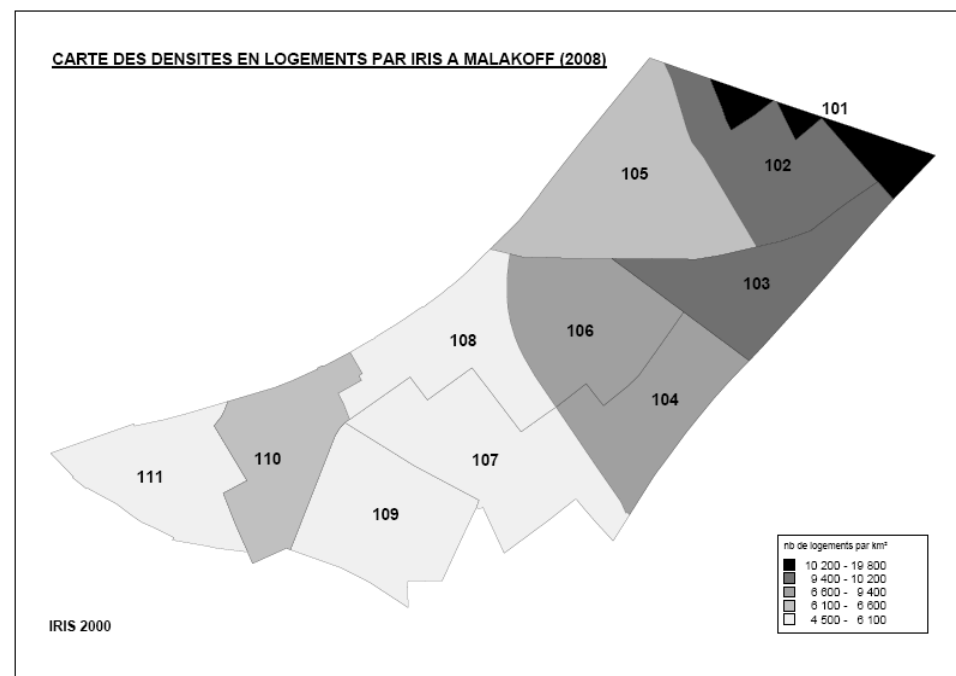 CARTE DES DENSITES EN LOGEMENTS PAR IRIS A MALAKOFF (2008)
101
102
105
103
106
108
104
107
110
111
109
nb de logements par km²
10 200 - 19 800
9 400 - 10 200
6 600 - 9 400
6 100 - 6 600
4 500 - 6 100
IRIS 2000